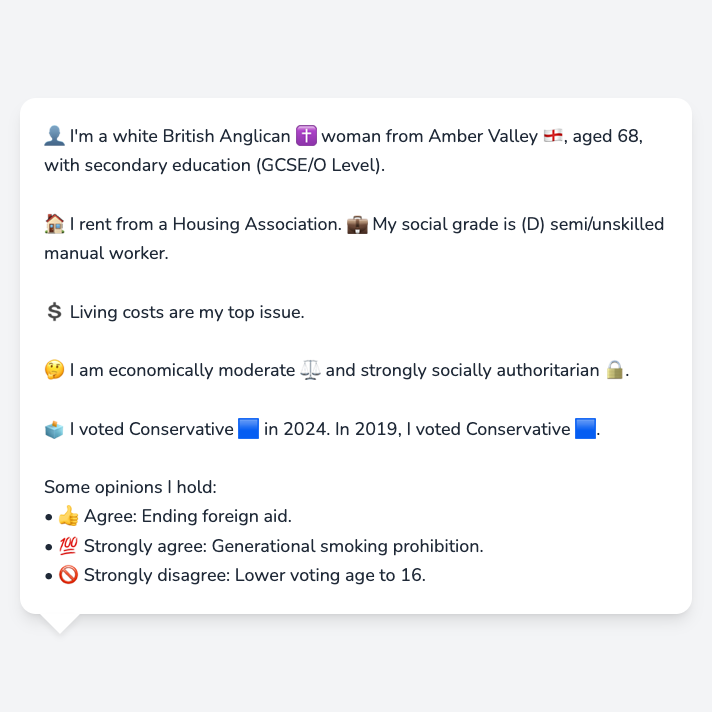 👤 I'm a white British Anglican ✝️ woman from Amber Valley 🏴󠁧󠁢󠁥󠁮󠁧󠁿, aged 68,
with secondary education (GCSE/O Level).
🏠 I rent from a Housing Association. 💼 My social grade is (D) semi/unskilled
manual worker.
💲 Living costs are my top issue.
🤔 I am economically moderate ⚖️ and strongly socially authoritarian 🔒.
🗳️ I voted Conservative 🟦 in 2024. In 2019, I voted Conservative 🟦.
Some opinions I hold:
• 👍 Agree: Ending foreign aid.
• 💯 Strongly agree: Generational smoking prohibition.
• 🚫 Strongly disagree: Lower voting age to 16.